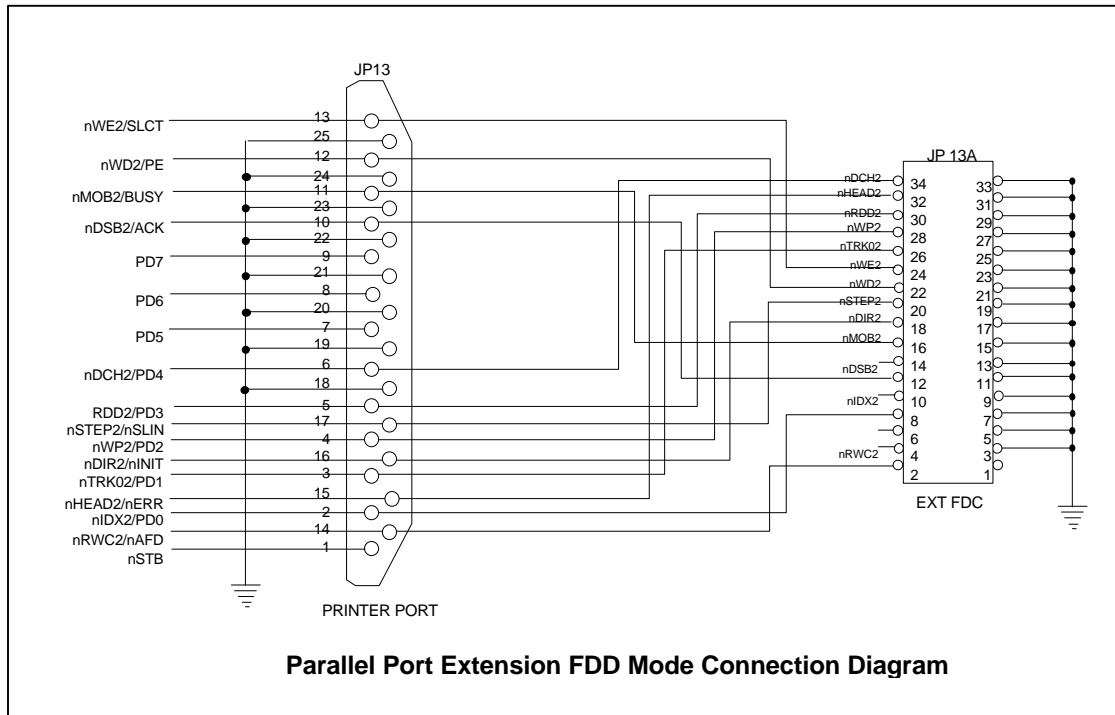 JP13
nWE2/SLCT
13
25
nWD2/PE
12
24
nMOB2/BUSY
11
23
nDSB2/ACK
10
22
PD7
9
21
PD6
8
20
PD5
7
19
nDCH2/PD4
6
18
RDD2/PD3
5
nSTEP2/nSLIN
17
nWP2/PD2
4
nDIR2/nINIT
16
nTRK02/PD1
3
nHEAD2/nERR
15
nIDX2/PD0
2
nRWC2/nAFD
14
nSTB
1
PRINTER PORT
JP 13A
nDCH2 34 33
nHEAD2 32 31
nRDD2 30 29
nWP2 28 27
nTRK02 26 25
nWE2 24 23
nWD2 22 21
nSTEP2 20 19
nDIR2 18 17
nMOB2 16 15
14 13
nDSB2 12 11
nIDX2 10 9
8 7
6 5
nRWC2 4 3
2 1
EXT FDC
Parallel Port Extension FDD Mode Connection Diagram